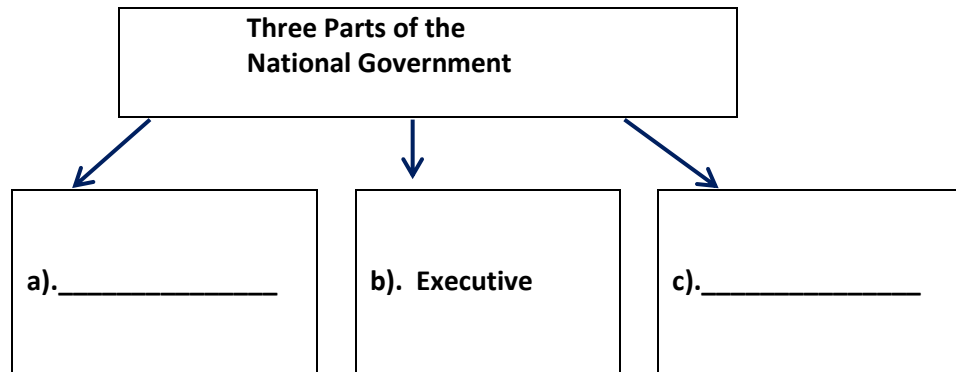 Three Parts of the
National Government
a).________________
b). Executive
c).________________